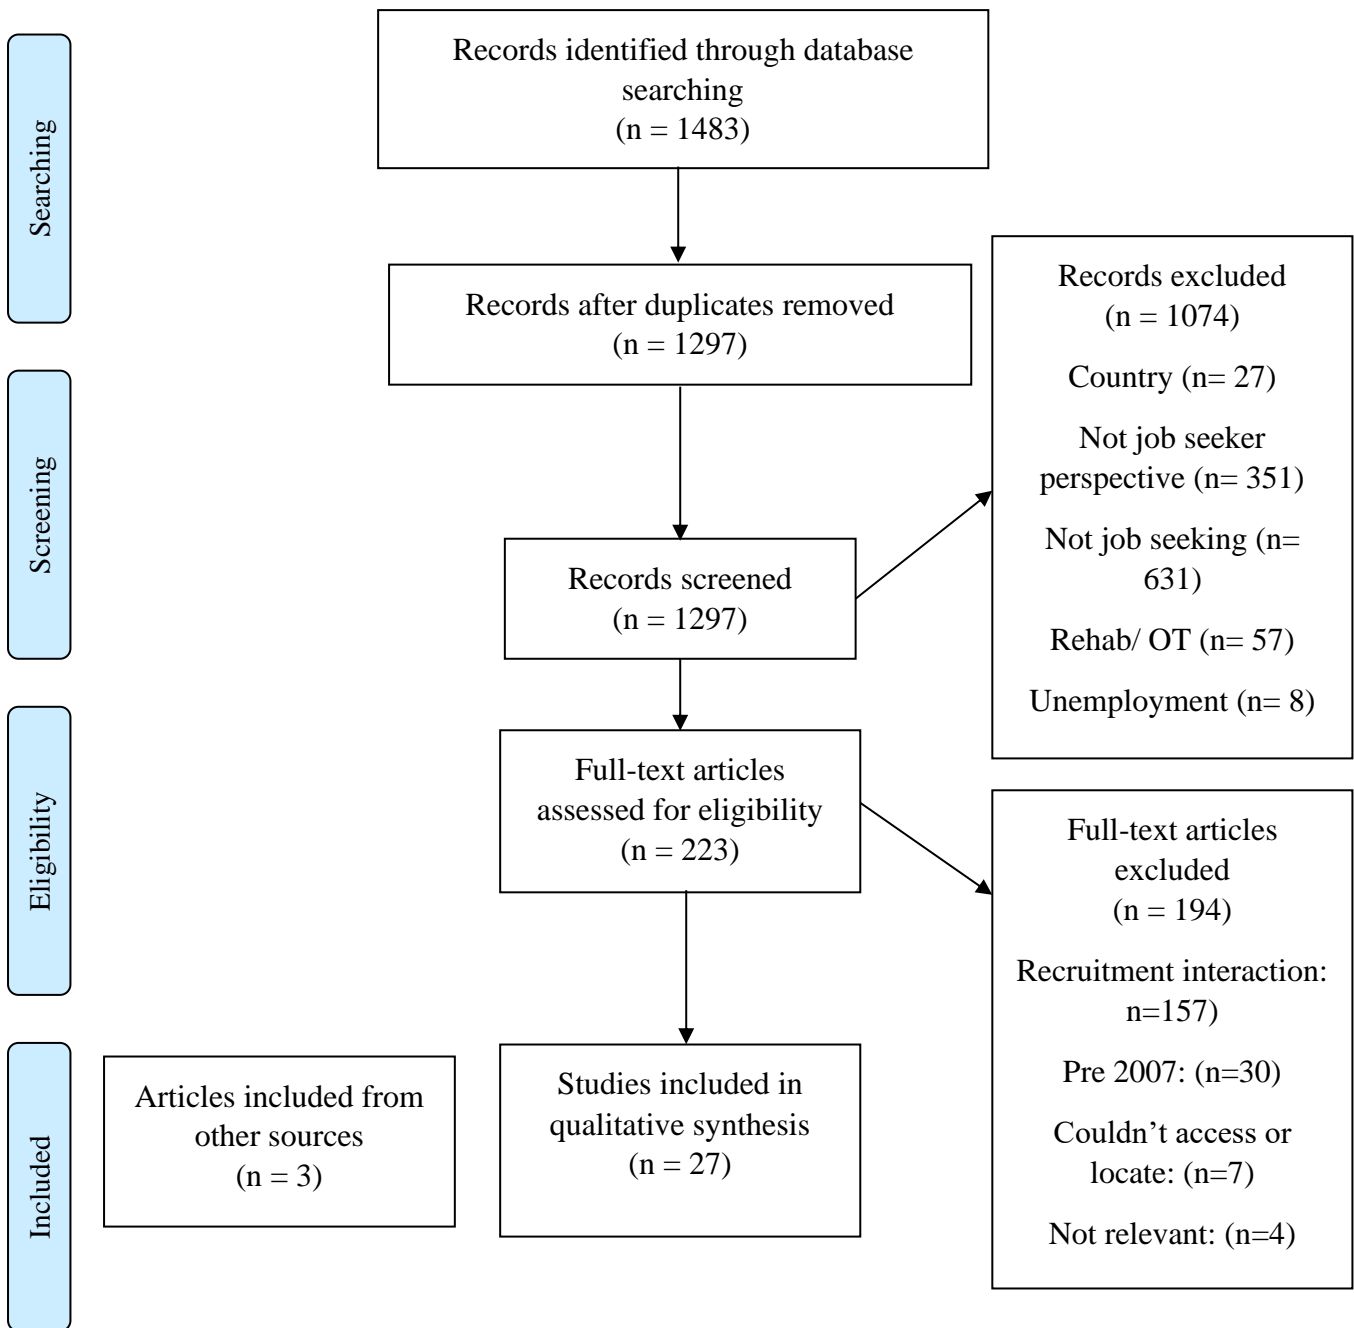 Searching
Records identified through database
searching
(n = 1483)
Records after duplicates removed
(n = 1297)
Records excluded
(n = 1074)
Country (n= 27)
Not job seeker
perspective (n= 351)
Not job seeking (n=
631)
Rehab/ OT (n= 57)
Unemployment (n= 8)
Screening
Records screened
(n = 1297)
Eligibility
Full-text articles
assessed for eligibility
(n = 223)
Full-text articles
excluded
(n = 194)
Recruitment interaction:
n=157)
Pre 2007: (n=30)
Couldn’t access or
locate: (n=7)
Not relevant: (n=4)
Included
Articles included from
other sources
(n = 3)
Studies included in
qualitative synthesis
(n = 27)